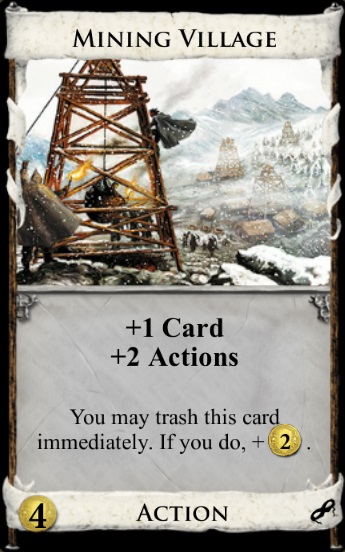 Mining Village
+1 Card
+2 Actions
You may trash this card
immediately. If you do, +2.
4 Action